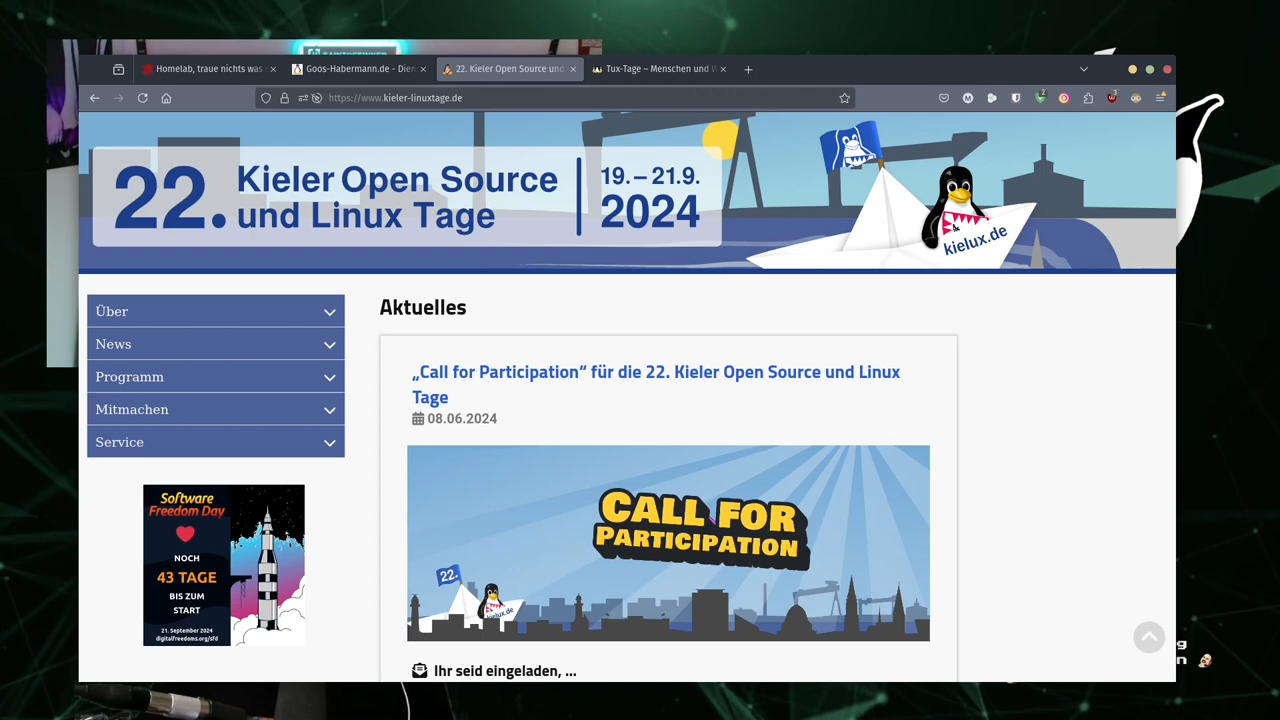 Homelab, traue nichts was
Goos-Habermann.de - Dien
22. Kieler Open Source und
Tux-Tage – Menschen und W
https://www.kieler-linuxtage.de
22. Kieler Open Source
und Linux Tage
19. – 21.9.
2024
kielux.de
Über
News
Programm
Mitmachen
Service
Aktuelles
„Call for Participation“ für die 22. Kieler Open Source und Linux
Tage
08.06.2024
CALL FOR
PARTICIPATION
22.
kielux.de
Software
Freedom Day
NOCH
43 TAGE
BIS ZUM
START
21. September 2024
digitalfreedoms.org/sfd
Ihr seid eingeladen, ...